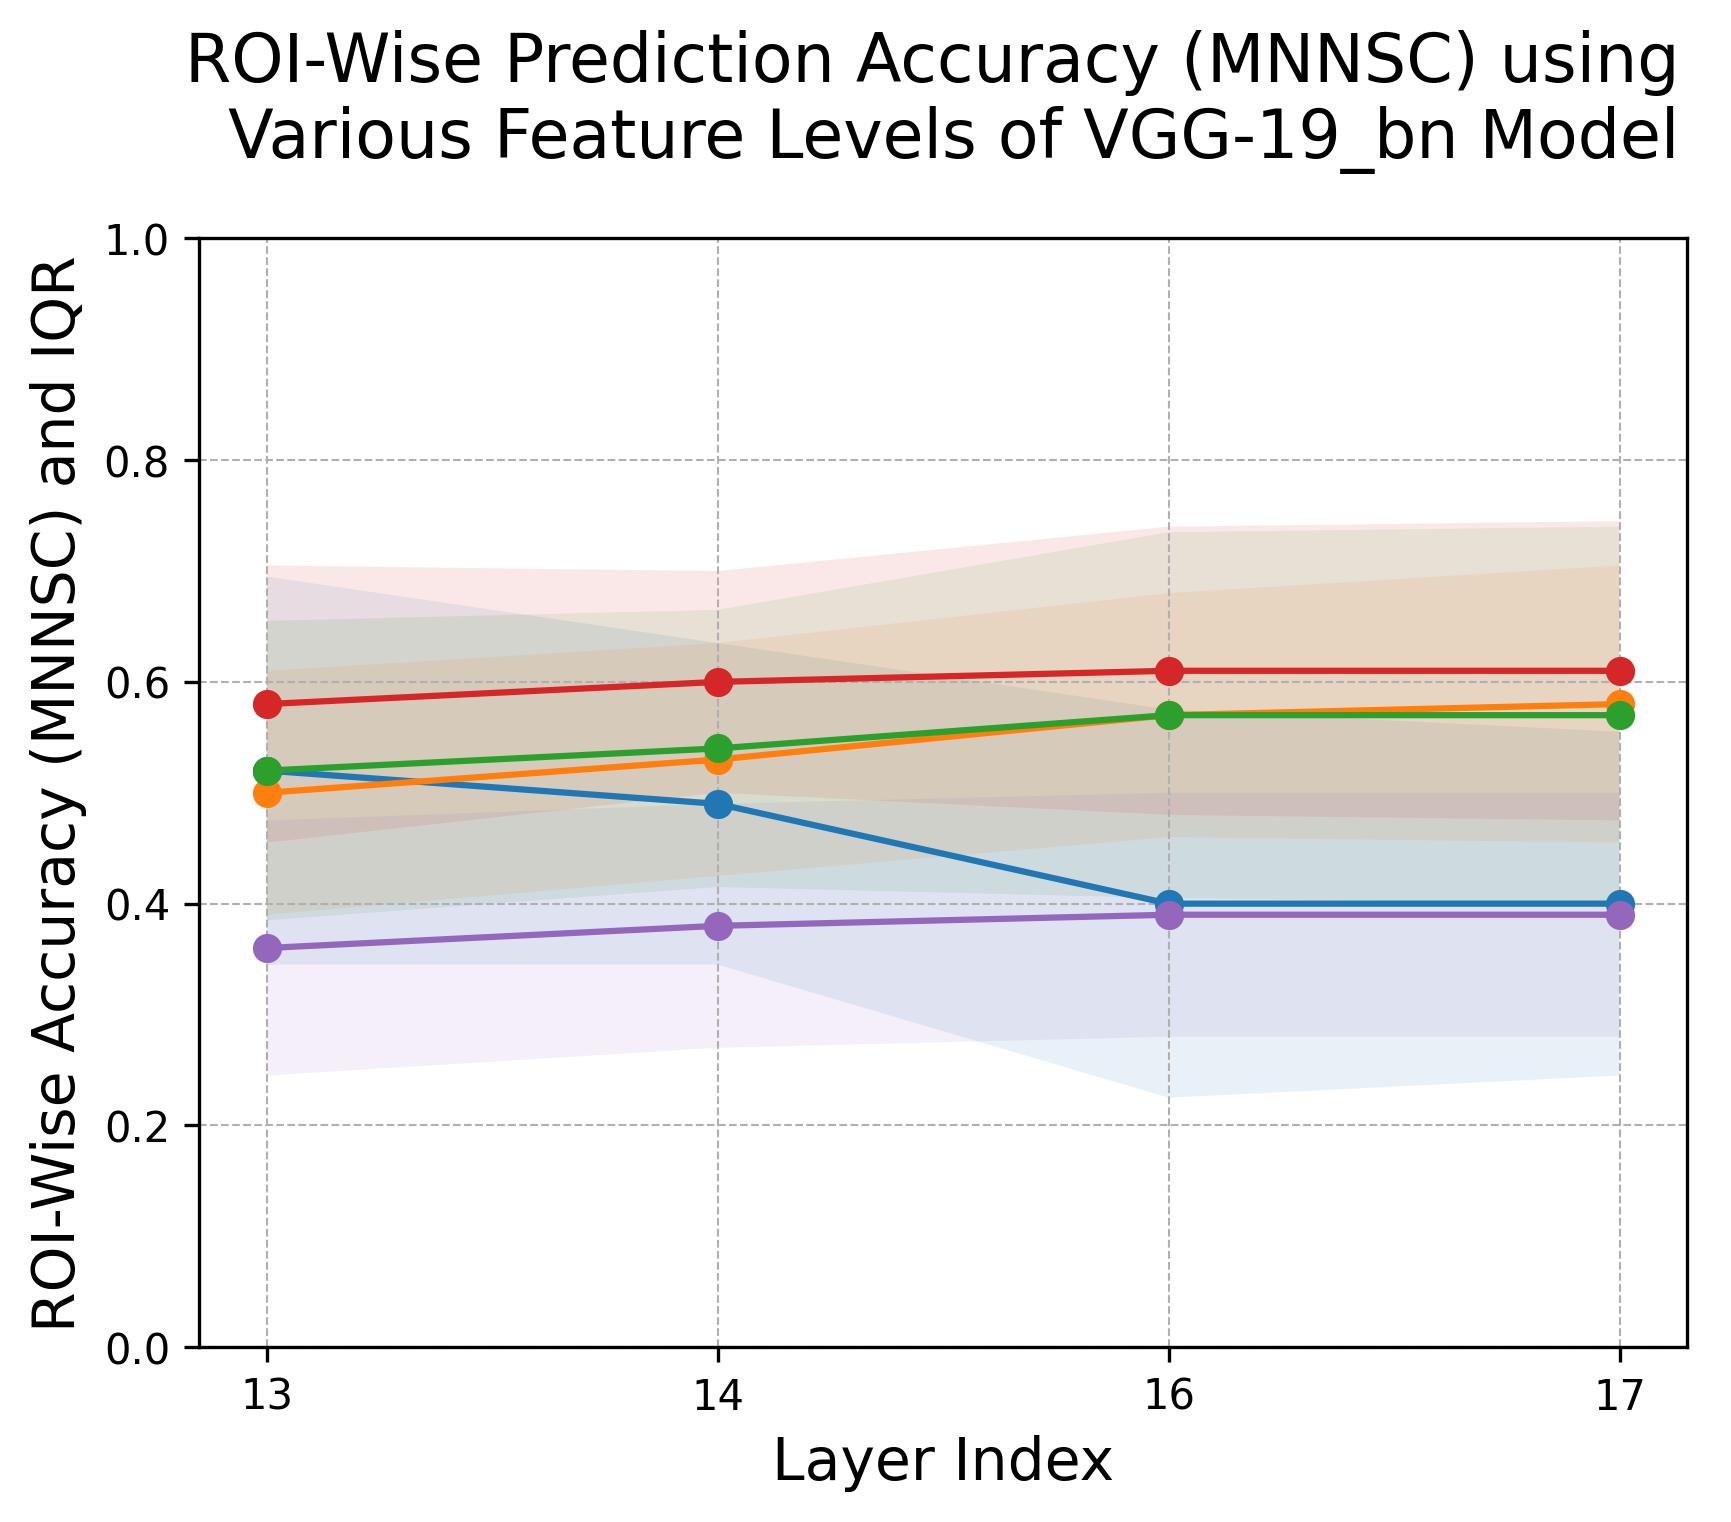 ROI-Wise Prediction Accuracy (MNNSC) using
Various Feature Levels of VGG-19_bn Model
ROI-Wise Accuracy (MNNSC) and IQR
1.0
0.8
0.6
0.4
0.2
0.0
13 14 16 17
Layer Index